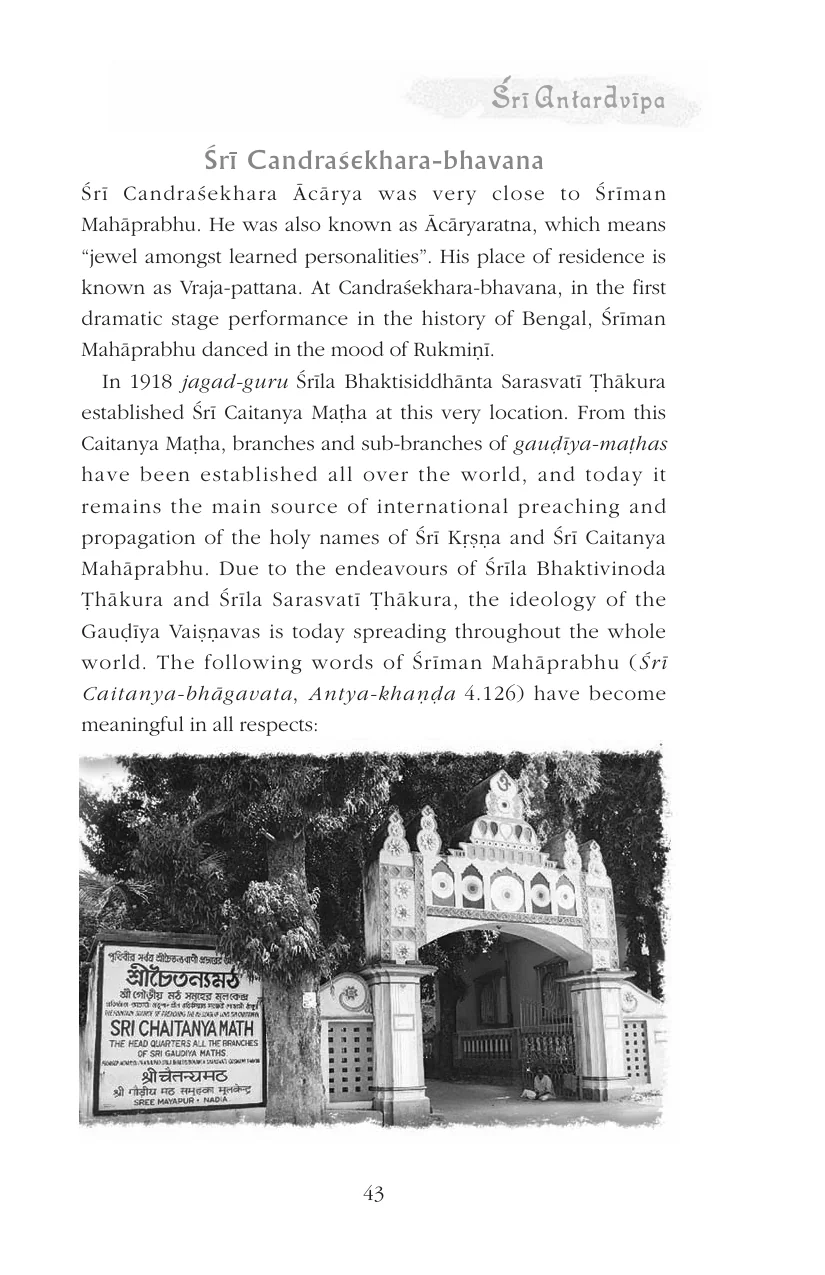 Śrī Antardvīpa
Śrī Candraśekhara-bhavana
Śrī Candraśekhara Ācārya was very close to Śrīman
Mahāprabhu. He was also known as Ācāryaratna, which means
“jewel amongst learned personalities”. His place of residence is
known as Vraja-pattana. At Candraśekhara-bhavana, in the first
dramatic stage performance in the history of Bengal, Śrīman
Mahāprabhu danced in the mood of Rukmiṇī.
In 1918 jagad-guru Śrīla Bhaktisiddhānta Sarasvatī Ṭhākura
established Śrī Caitanya Maṭha at this very location. From this
Caitanya Maṭha, branches and sub-branches of gauḍīya-maṭhas
have been established all over the world, and today it
remains the main source of international preaching and
propagation of the holy names of Śrī Kṛṣṇa and Śrī Caitanya
Mahāprabhu. Due to the endeavours of Śrīla Bhaktivinoda
Ṭhākura and Śrīla Sarasvatī Ṭhākura, the ideology of the
Gauḍīya Vaiṣṇavas is today spreading throughout the whole
world. The following words of Śrīman Mahāprabhu (Śrī
Caitanya-bhāgavata, Antya-khaṇḍa 4.126) have become
meaningful in all respects:
পৃথিবীর সর্বত্র শ্রীচৈতন্যবাণী
শ্রীচৈতন্যমঠ
শ্রী গৌড়ীয় মঠ সমূহের মূলকেন্দ্র
THE FOUNTAIN SOURCE OF PREACHING THE
SRI CHAITANYA MATH
THE HEAD QUARTERS ALL THE BRANCHES
OF SRI GAUDIYA MATHS.
श्रीचैतन्यमठ
श्री गौड़ीय मठ समूहका मूलकेन्द्र
SREE MAYAPUR • NADIA
43